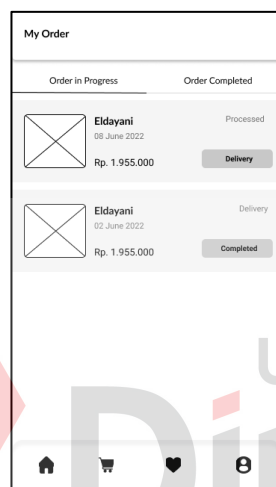 My Order
Order in Progress
Order Completed
Eldayani
Processed
08 June 2022
Rp. 1.955.000
Delivery
Eldayani
Delivery
02 June 2022
Rp. 1.955.000
Completed